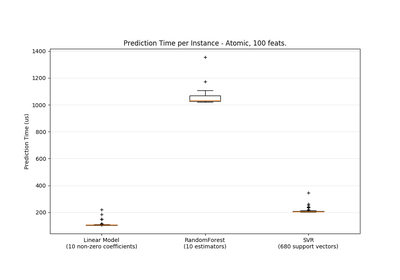 Prediction Time per Instance - Atomic, 100 feats.
1400
1200
1000
800
600
400
200
Prediction Time (us)
Linear Model
(10 non-zero coefficients)
RandomForest
(10 estimators)
SVR
(680 support vectors)